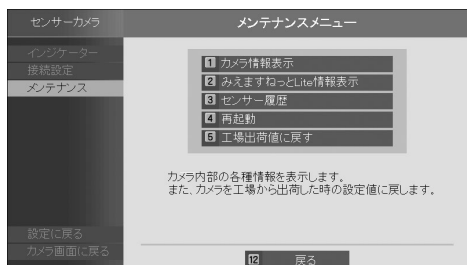 センサーカメラ
メンテナンスメニュー
インジケーター
接続設定
メンテナンス
1 カメラ情報表示
2 みえますねっとLite情報表示
3 センサー履歴
4 再起動
5 工場出荷値に戻す
カメラ内部の各種情報を表示します。
また、カメラを工場から出荷した時の設定値に戻します。
設定に戻る
カメラ画面に戻る
12 戻る